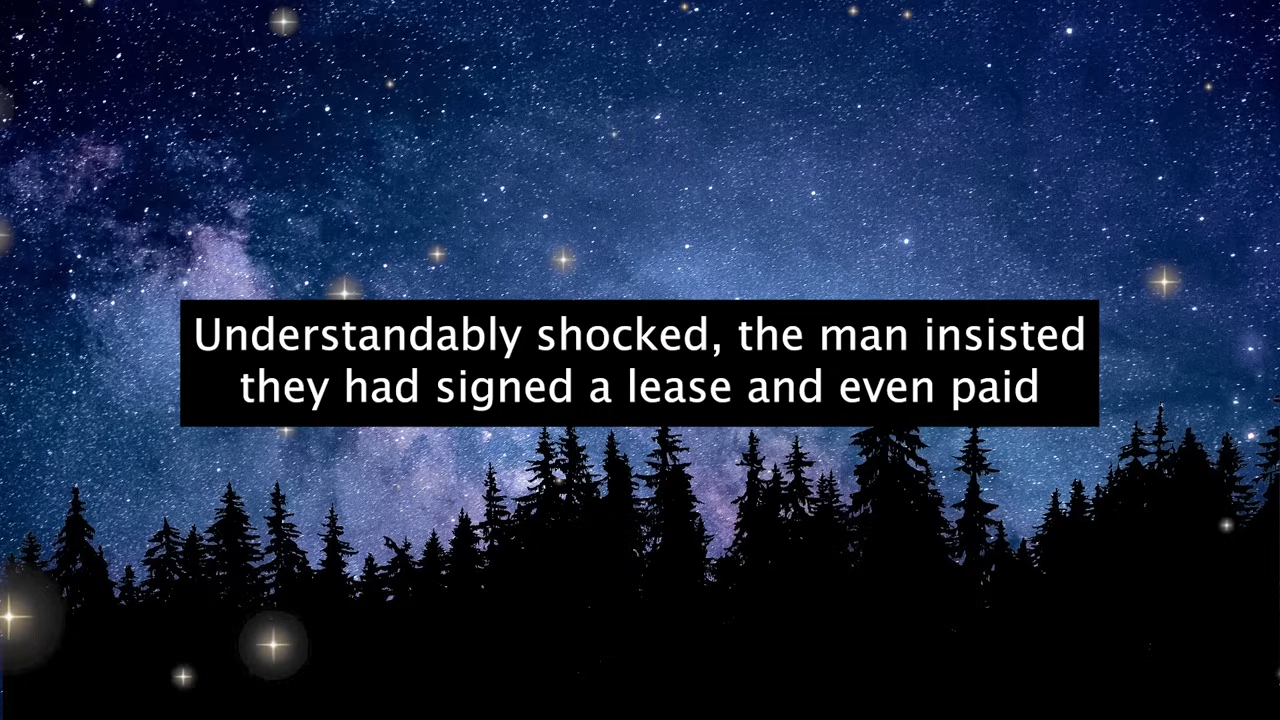 Understandably shocked, the man insisted
they had signed a lease and even paid